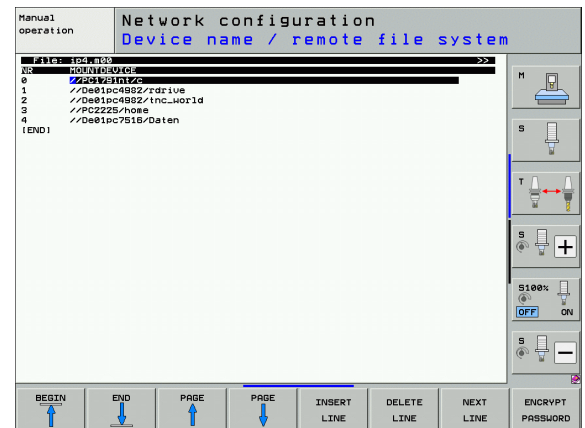 Manual operation
Network configuration
Device name / remote file system
File: ip4.m00 >>
NR MOUNTDEVICE
0 //PC1791nt/c
1 //De01pc4982/rdrive
2 //De01pc4982/tnc_world
3 //PC2225/home
4 //De01pc7516/Daten
[END]
M
S
T
S
+
S100%
OFF ON
S
−
BEGIN
END
PAGE
PAGE
INSERT LINE
DELETE LINE
NEXT LINE
ENCRYPT PASSWORD